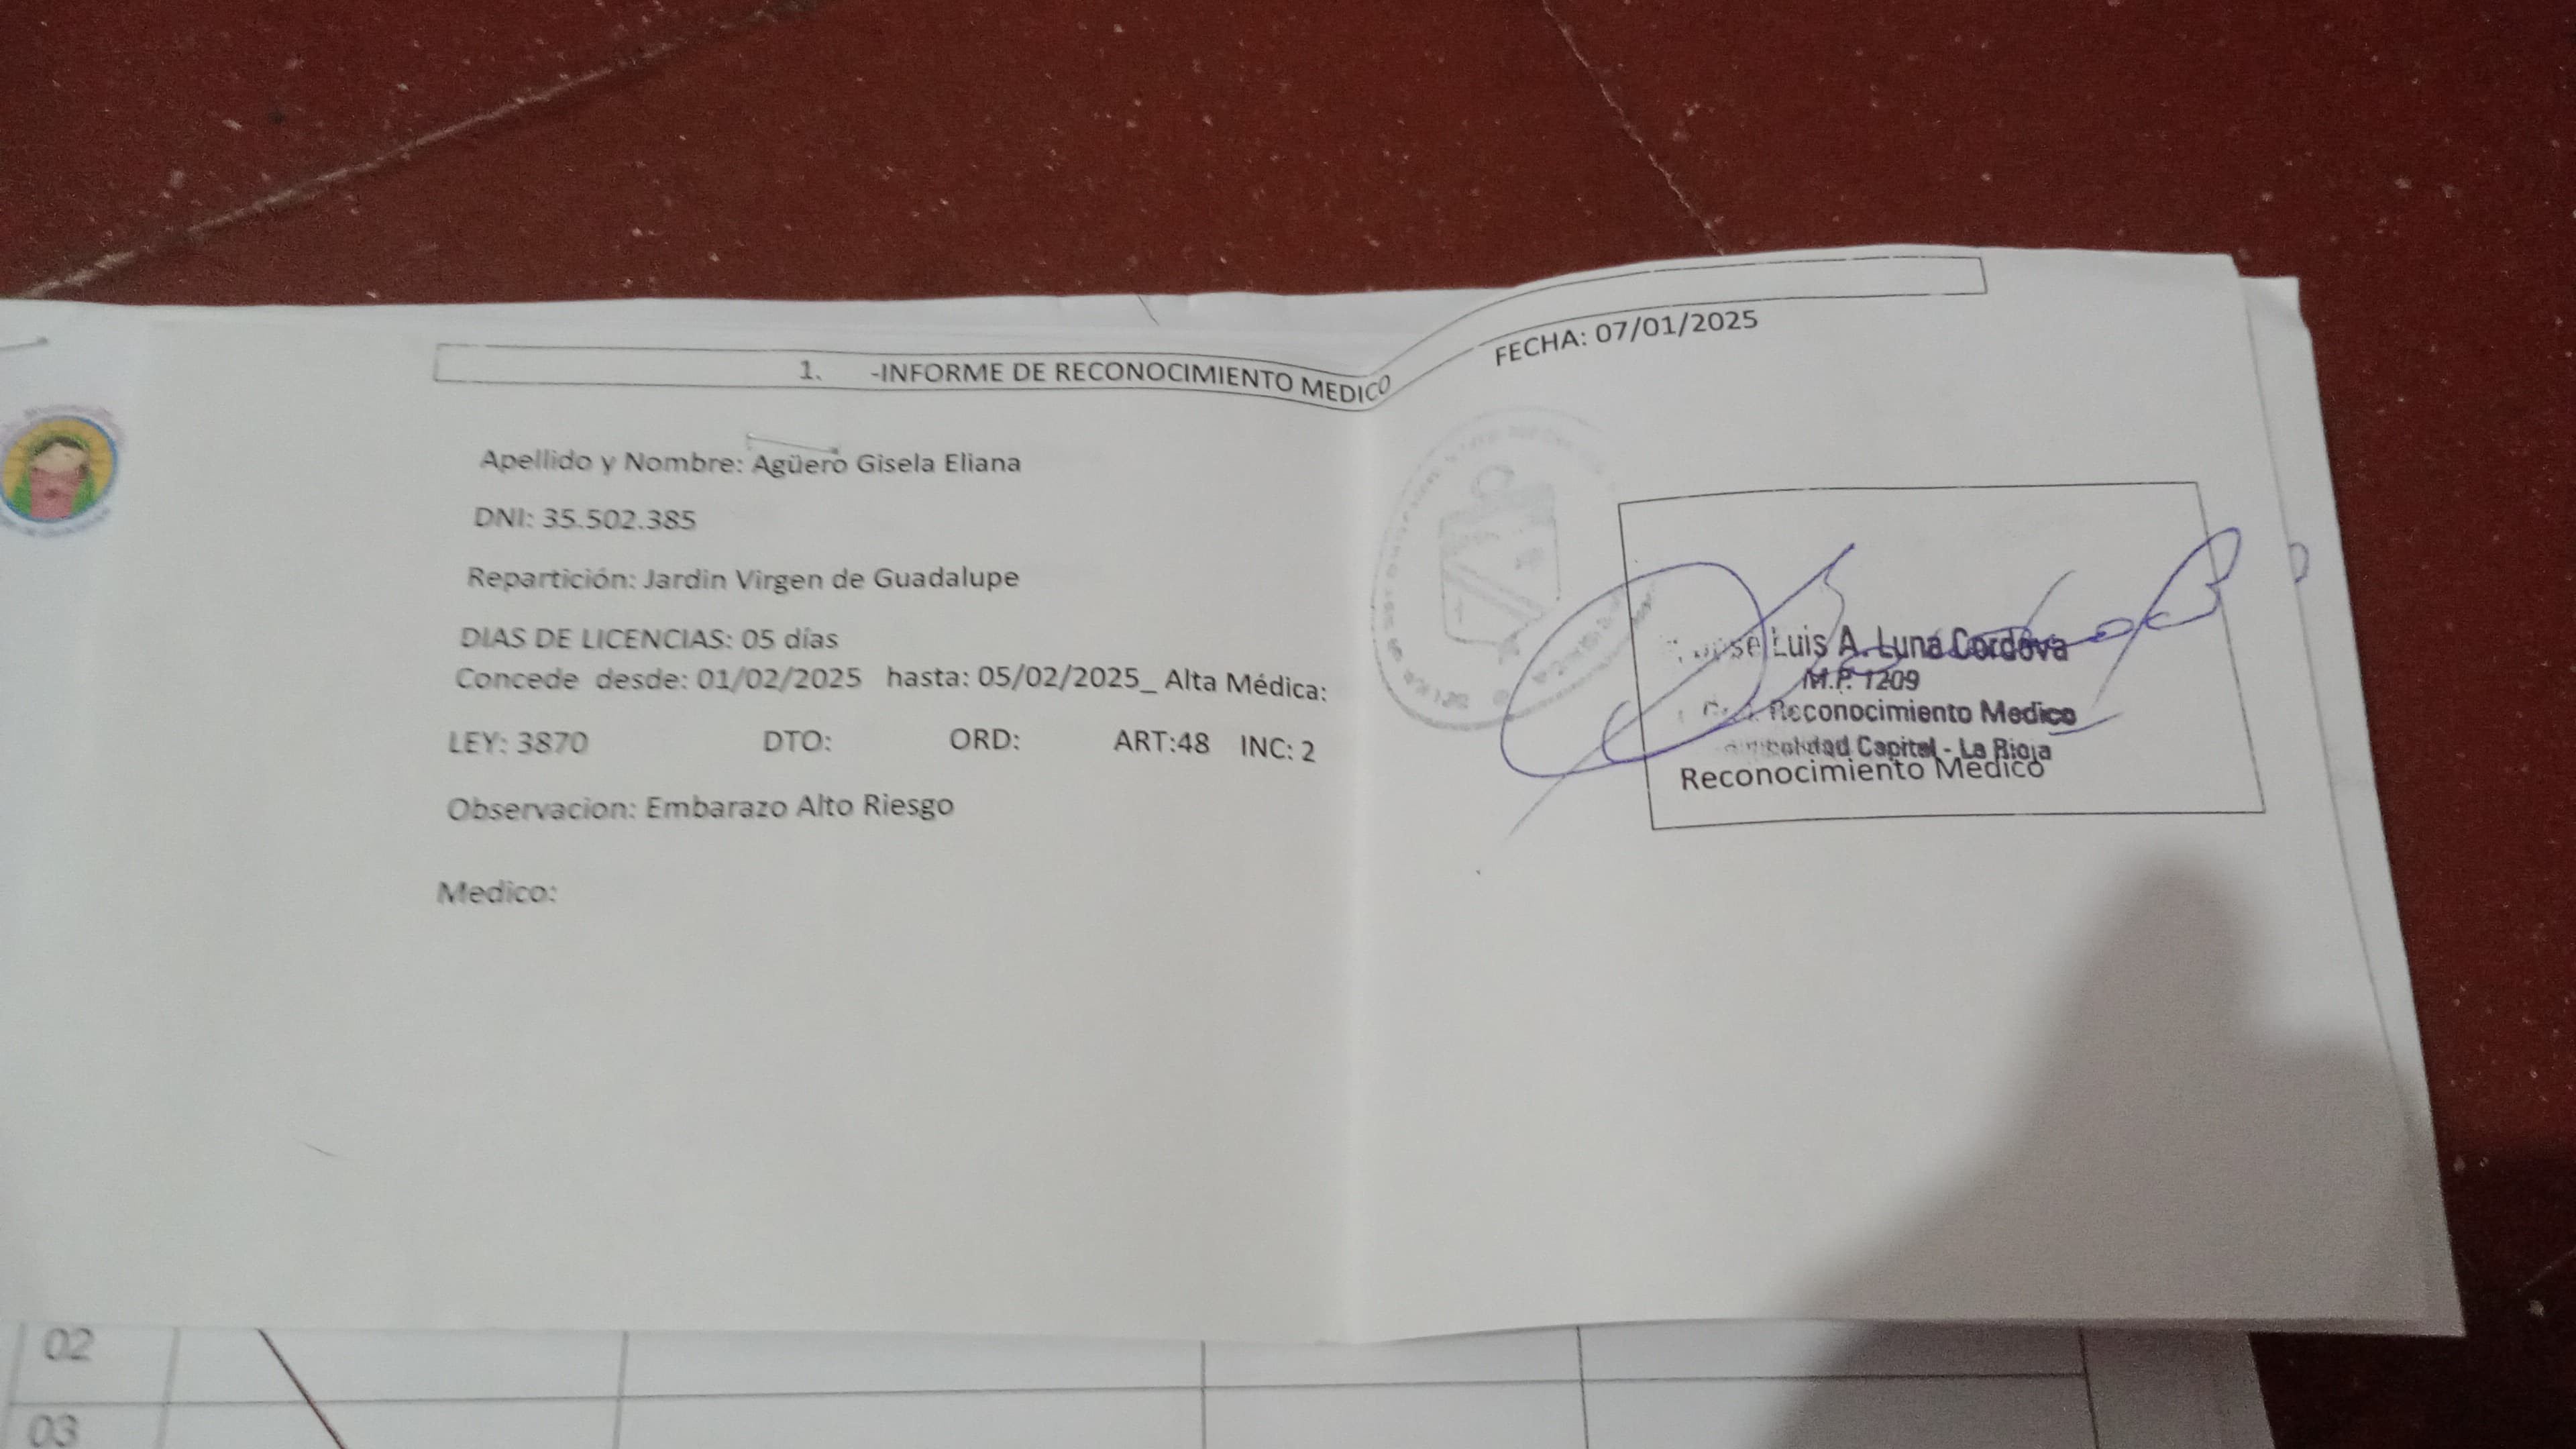 1. -INFORME DE RECONOCIMIENTO MEDICO
FECHA: 07/01/2025
Apellido y Nombre: Agüero Gisela Eliana
DNI: 35.502.385
Repartición: Jardin Virgen de Guadalupe
DIAS DE LICENCIAS: 05 días
Concede desde: 01/02/2025 hasta: 05/02/2025_ Alta Médica:
LEY: 3870 DTO: ORD: ART:48 INC: 2
Observacion: Embarazo Alto Riesgo
Medico:
Luis A. Luna Cordova
M.P. 1209
Reconocimiento Medico
Capital - La Rioja
Reconocimiento Medico
02
03